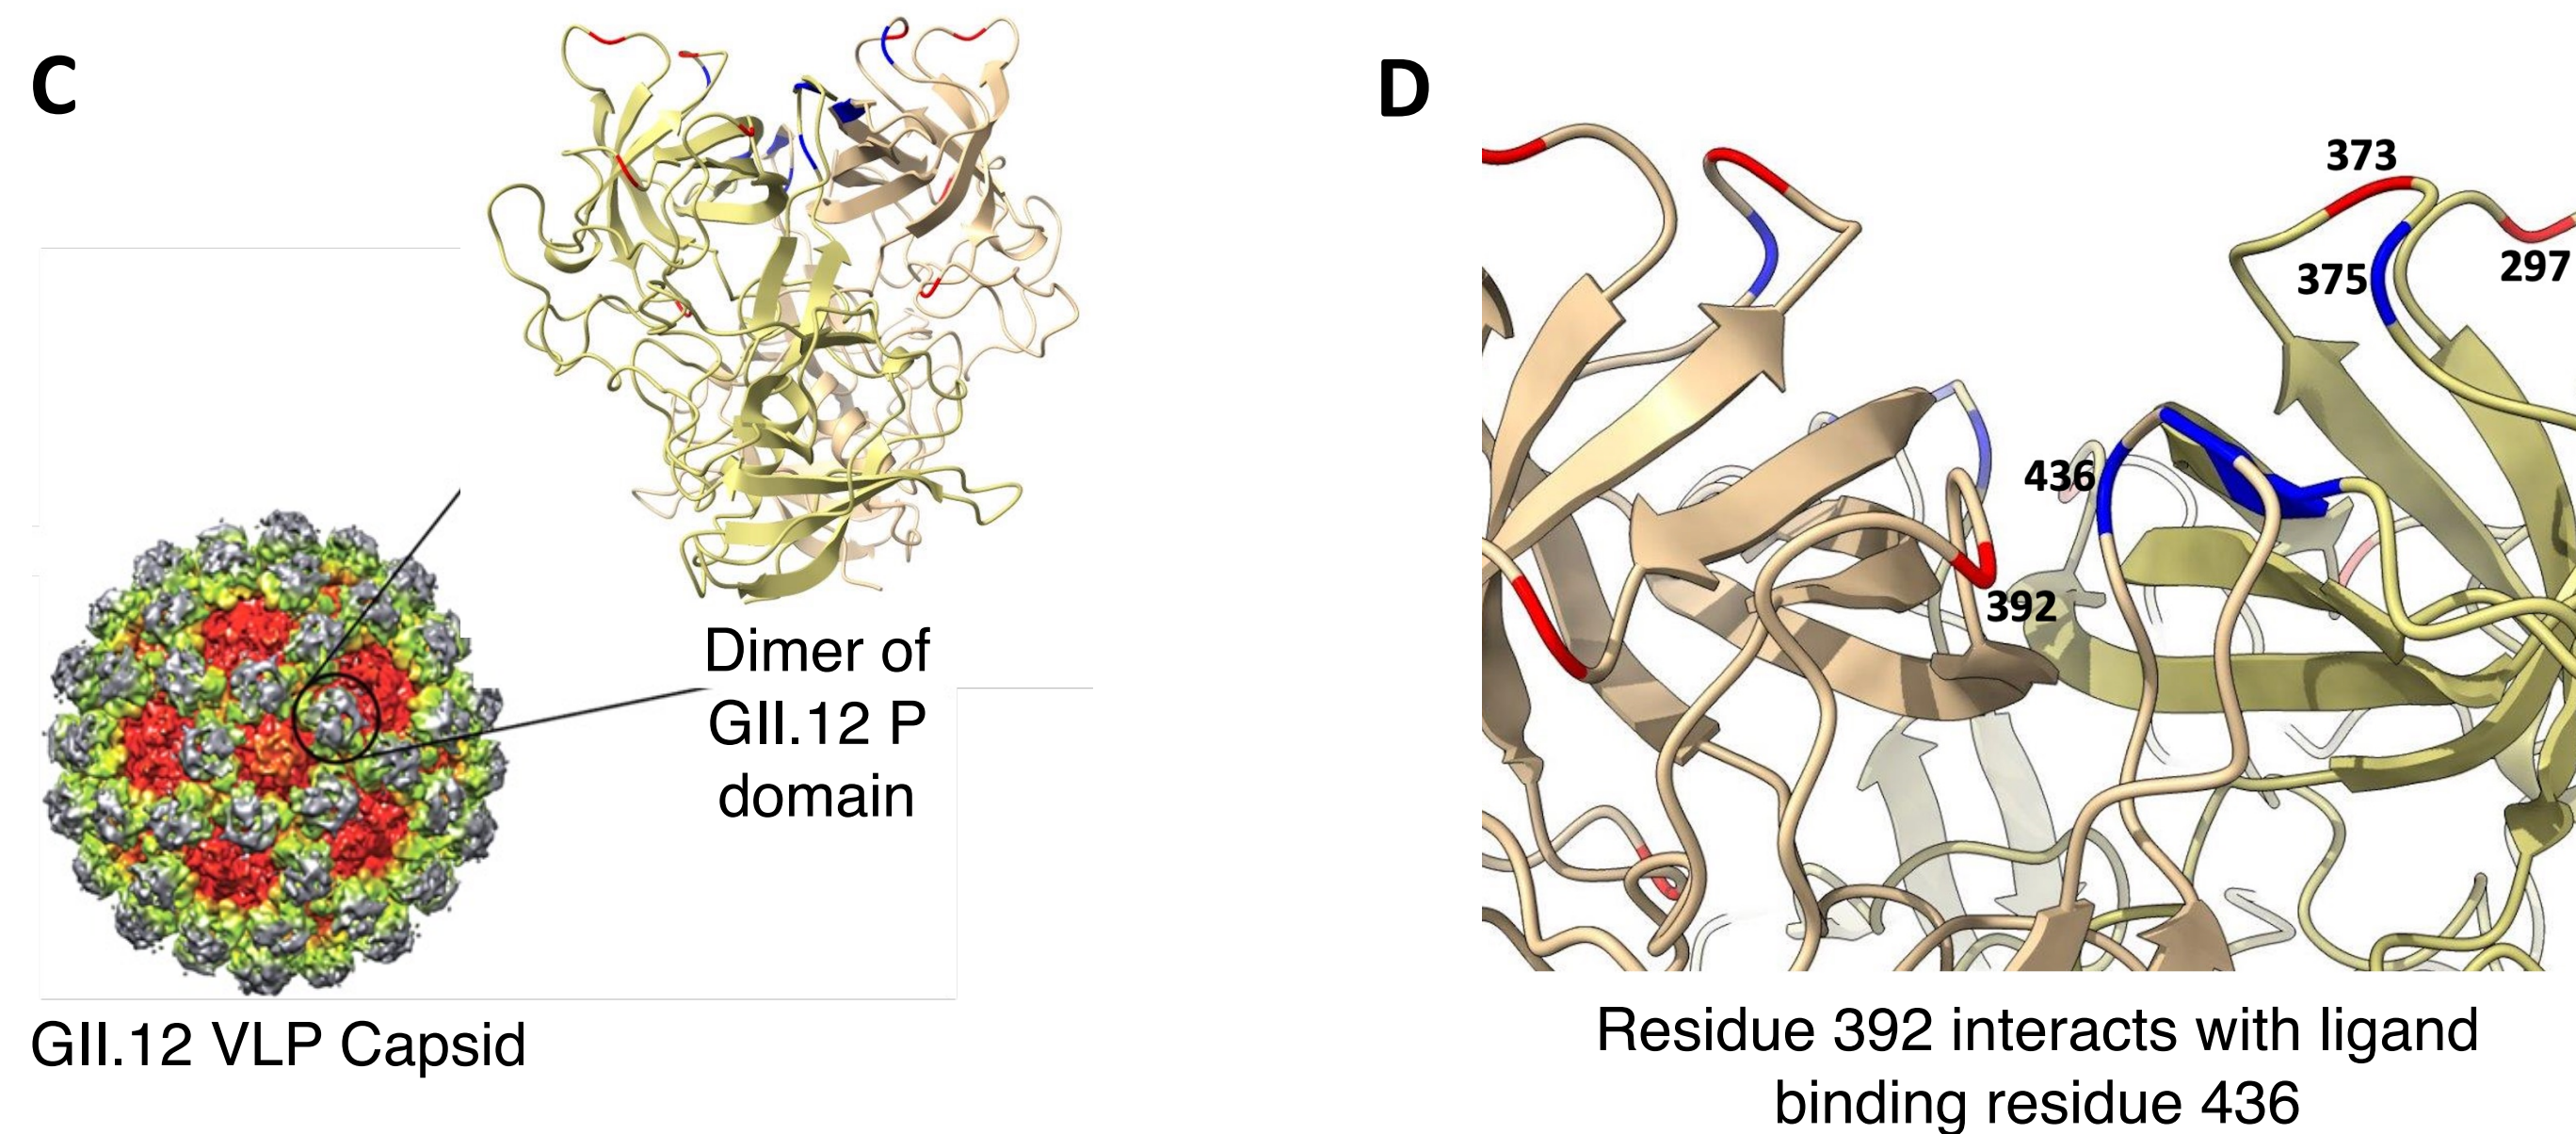 C
Dimer of
GII.12 P
domain
GII.12 VLP Capsid
D
373
375
297
436
392
Residue 392 interacts with ligand
binding residue 436